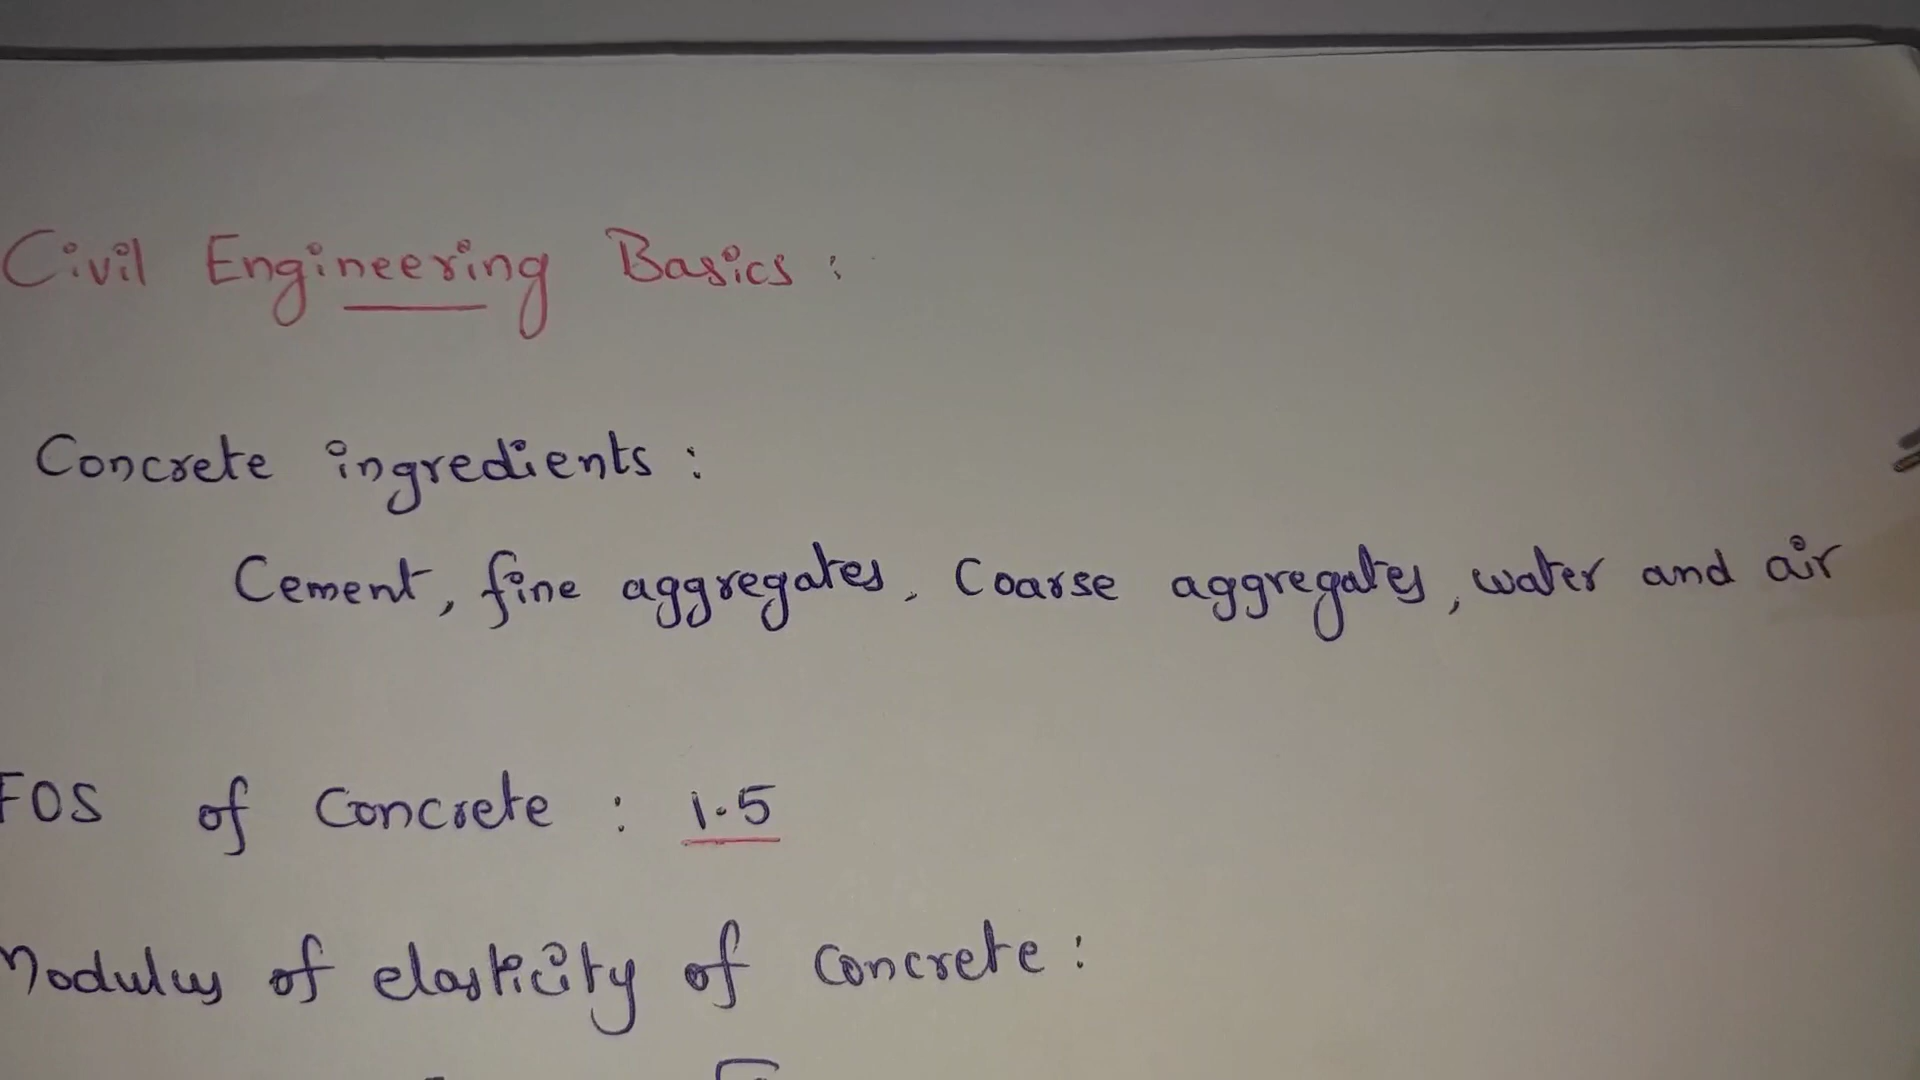 Civil Engineering Basics :
Concrete ingredients :
Cement, fine aggregates, Coarse aggregates, water and air
FOS of Concrete : 1.5
Modulus of elasticity of Concrete :